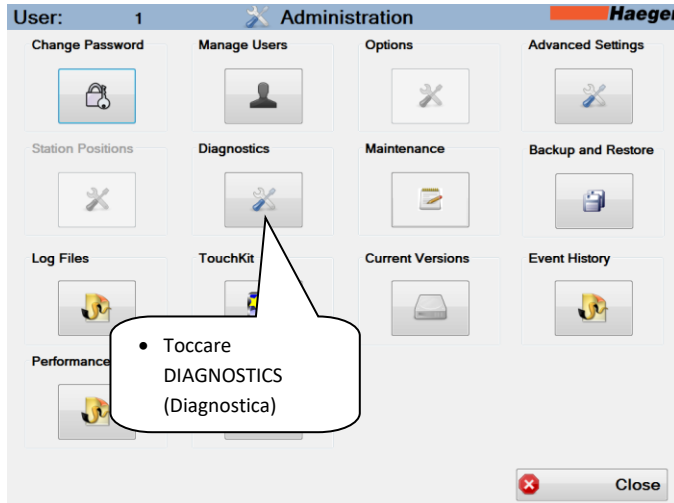 User: 1 Administration Haeger
Change Password Manage Users Options Advanced Settings
Station Positions Diagnostics Maintenance Backup and Restore
Log Files TouchKit Current Versions Event History
• Toccare
DIAGNOSTICS
(Diagnostica)
Performance
Close